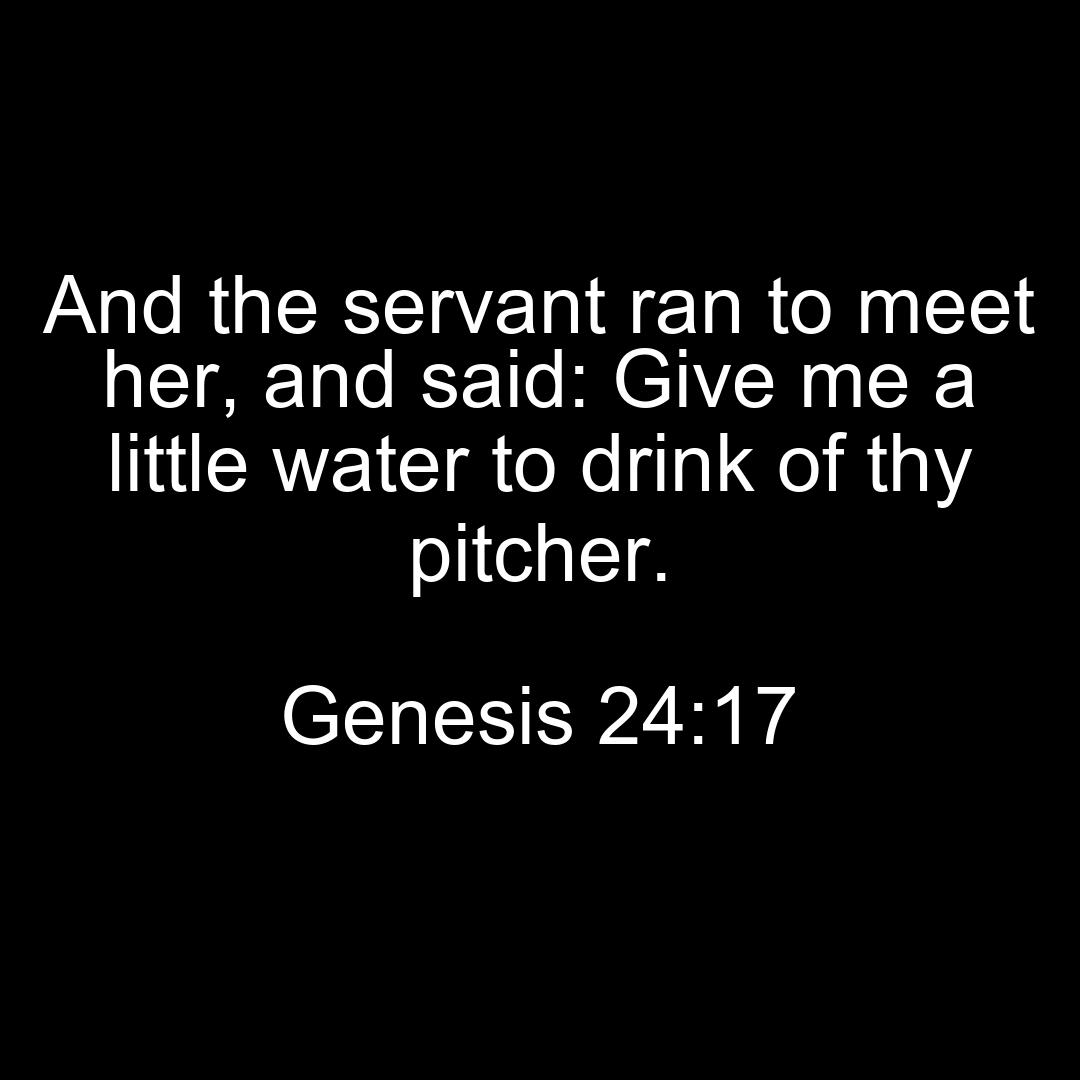 And the servant ran to meet
her, and said: Give me a
little water to drink of thy
pitcher.
Genesis 24:17